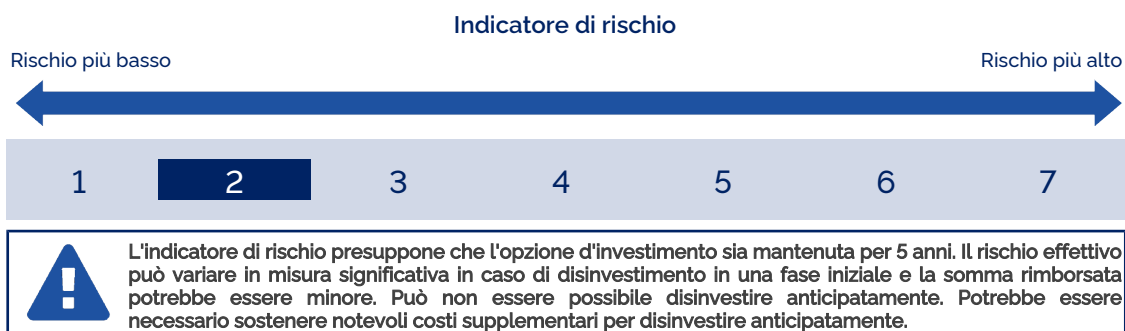 Indicatore di rischio
Rischio più basso
Rischio più alto
1 2 3 4 5 6 7
L'indicatore di rischio presuppone che l'opzione d'investimento sia mantenuta per 5 anni. Il rischio effettivo
può variare in misura significativa in caso di disinvestimento in una fase iniziale e la somma rimborsata
potrebbe essere minore. Può non essere possibile disinvestire anticipatamente. Potrebbe essere
necessario sostenere notevoli costi supplementari per disinvestire anticipatamente.